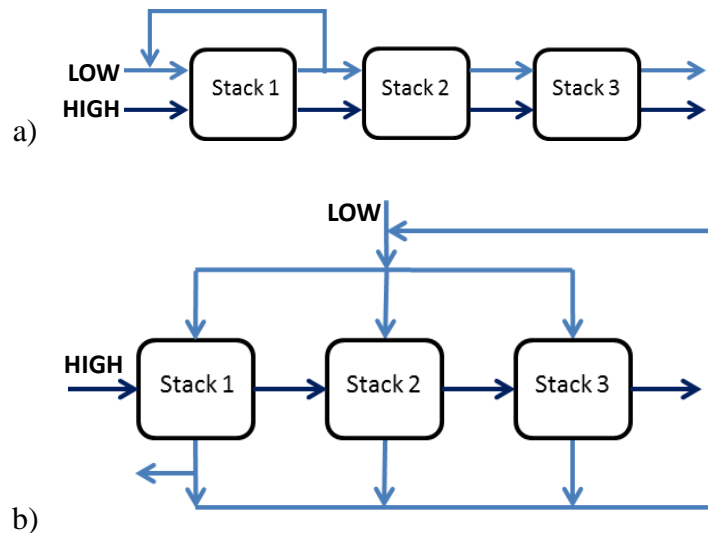 LOW
HIGH
Stack 1
Stack 2
Stack 3
a)
LOW
HIGH
Stack 1
Stack 2
Stack 3
b)